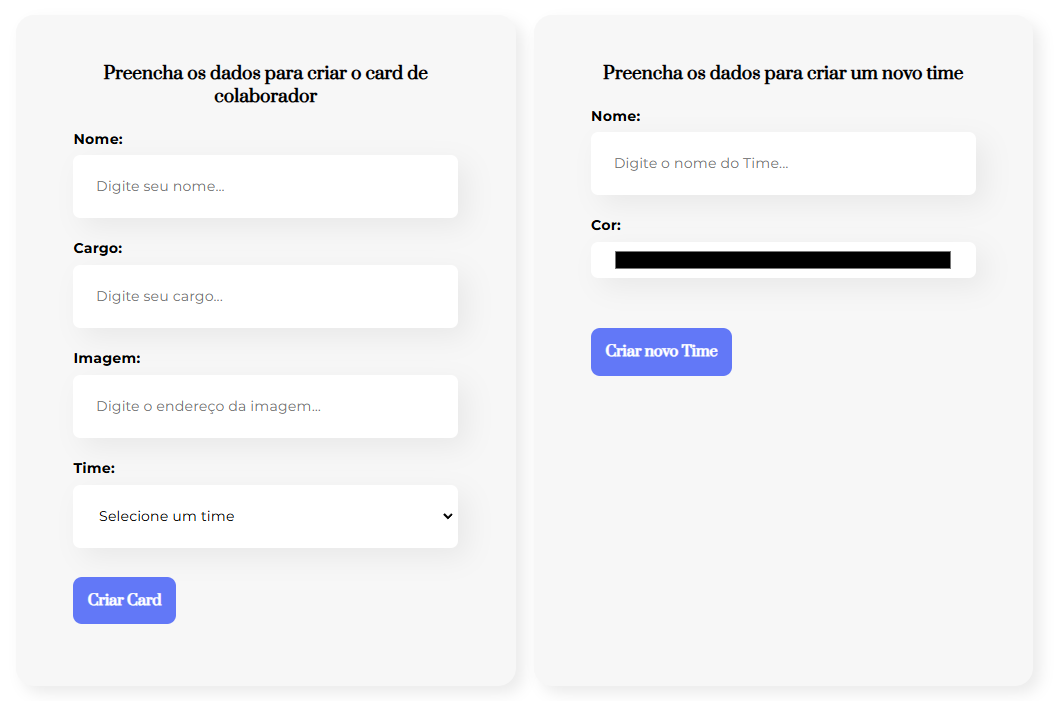 Preencha os dados para criar o card de
colaborador
Nome:
Digite seu nome...
Cargo:
Digite seu cargo...
Imagem:
Digite o endereço da imagem...
Time:
Selecione um time
Criar Card
Preencha os dados para criar um novo time
Nome:
Digite o nome do Time...
Cor:
Criar novo Time